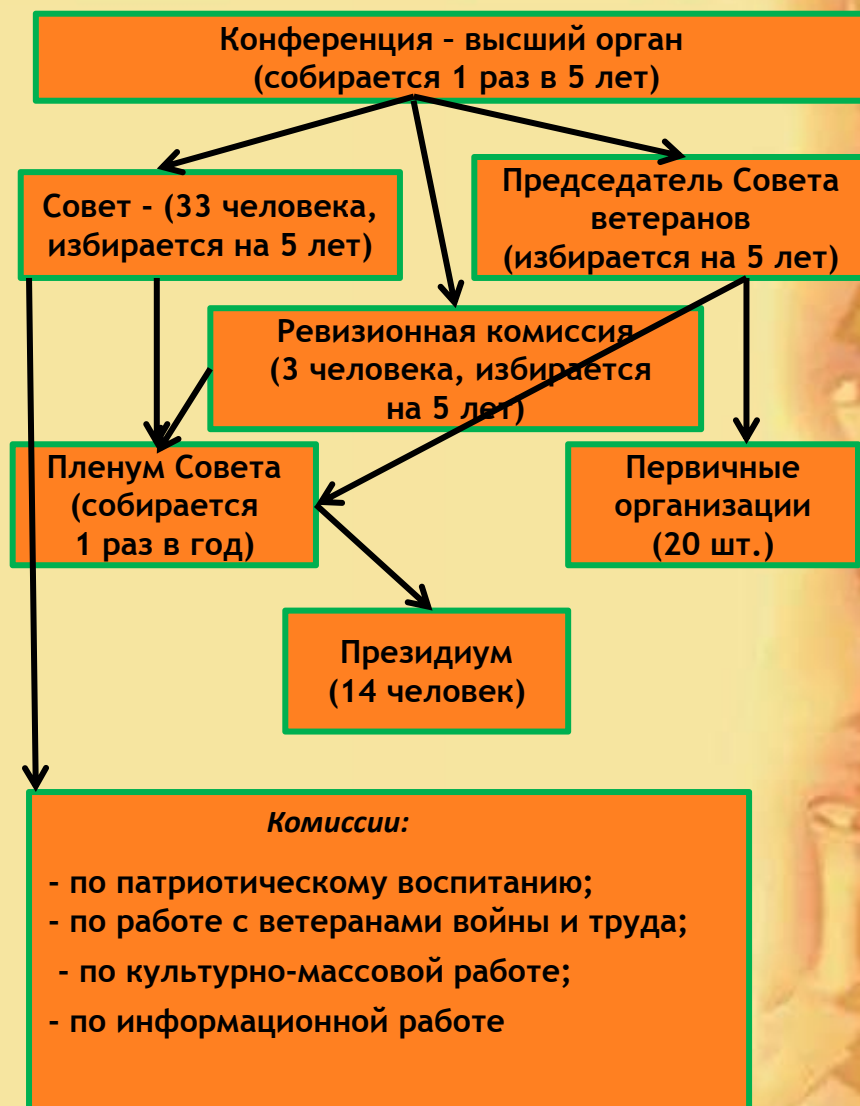 Конференция – высший орган
(собирается 1 раз в 5 лет)
Совет - (33 человека,
избирается на 5 лет)
Председатель Совета
ветеранов
(избирается на 5 лет)
Ревизионная комиссия
(3 человека, избирается
на 5 лет)
Пленум Совета
(собирается
1 раз в год)
Первичные
организации
(20 шт.)
Президиум
(14 человек)
Комиссии:
- по патриотическому воспитанию;
- по работе с ветеранами войны и труда;
- по культурно-массовой работе;
- по информационной работе